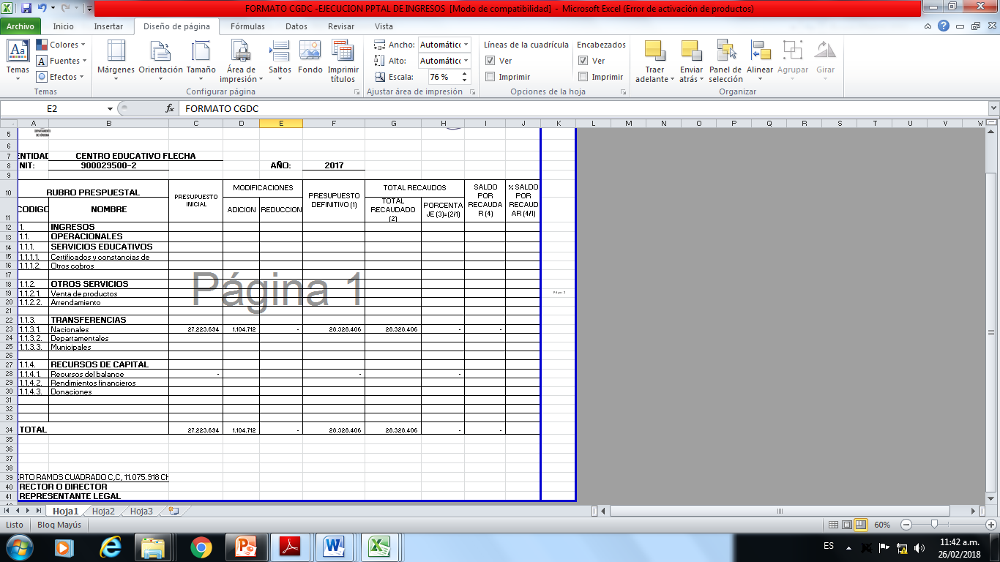 FORMATO CGDC -EJECUCION PPTAL DE INGRESOS [Modo de compatibilidad] - Microsoft Excel (Error de activación de productos)
Archivo Inicio Insertar Diseño de página Fórmulas Datos Revisar Vista
Colores Ancho: Automátic Líneas de la cuadrícula Encabezados
Fuentes Alto: Automátic Ver Ver
Temas Efectos Márgenes Orientación Tamaño Área de impresión Saltos Fondo Imprimir títulos Escala: 76 % Imprimir Imprimir Traer adelante Enviar atrás Panel de selección Alinear Agrupar Girar
Temas Configurar página Ajustar área de impresión Opciones de la hoja Organizar
E2 fx FORMATO CGDC
A B C D E F G H I J K L M N O P Q R S T U V W
5 DEPARTAMENTO DE CÓRDOBA
6
7 ENTIDAD CENTRO EDUCATIVO FLECHA
8 NIT: 900029500-2 AÑO: 2017
9
10 RUBRO PRESPUESTAL PRESUPUESTO INICIAL MODIFICACIONES PRESUPUESTO DEFINITIVO (1) TOTAL RECAUDOS SALDO POR RECAUDAR (4) % SALDO POR RECAUDAR (4/1)
11 CODIGO NOMBRE ADICION REDUCCION TOTAL RECAUDADO (2) PORCENTAJE (3)=(2/1)
12 1. INGRESOS
13 1.1. OPERACIONALES
14 1.1.1. SERVICIOS EDUCATIVOS
15 1.1.1.1. Certificados y constancias de
16 1.1.1.2. Otros cobros
17
18 1.1.2. OTROS SERVICIOS
19 1.1.2.1. Venta de productos
20 1.1.2.2. Arrendamiento
Página 1
21
22 1.1.3. TRANSFERENCIAS
23 1.1.3.1. Nacionales 27.223.694 1.104.712 - 28.328.406 28.328.406 - -
24 1.1.3.2. Departamentales
25 1.1.3.3. Municipales
26
27 1.1.4. RECURSOS DE CAPITAL
28 1.1.4.1. Recursos del balance - - -
29 1.1.4.2. Rendimientos financieros
30 1.1.4.3. Donaciones
31
32
33
34 TOTAL 27.223.694 1.104.712 - 28.328.406 28.328.406 - -
35
36
37
38
39 ERTO RAMOS CUADRADO C,C, 11.075.918 CH
40 RECTOR O DIRECTOR
41 REPRESENTANTE LEGAL
Hoja1 Hoja2 Hoja3
Listo Bloq Mayús 60%
ES 11:42 a.m.
26/02/2018